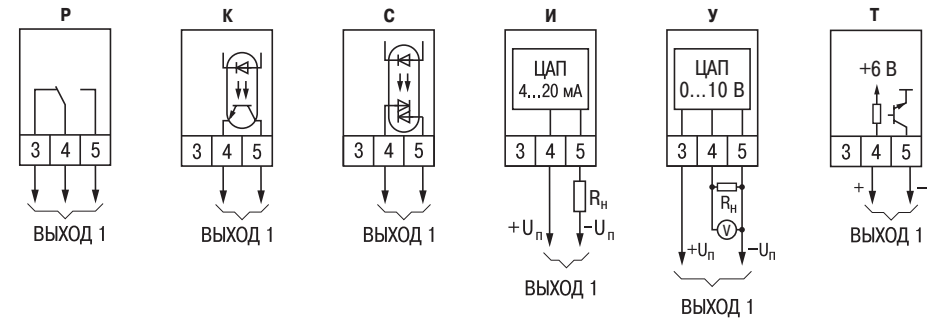 Р К С И У Т
ЦАП 4...20 мА
ЦАП 0...10 В
+6 В
3 4 5
3 4 5
3 4 5
3 4 5
3 4 5
3 4 5
+ −
Rн
Rн
V
+Uп −Uп
+Uп −Uп
ВЫХОД 1
ВЫХОД 1
ВЫХОД 1
ВЫХОД 1
ВЫХОД 1
ВЫХОД 1